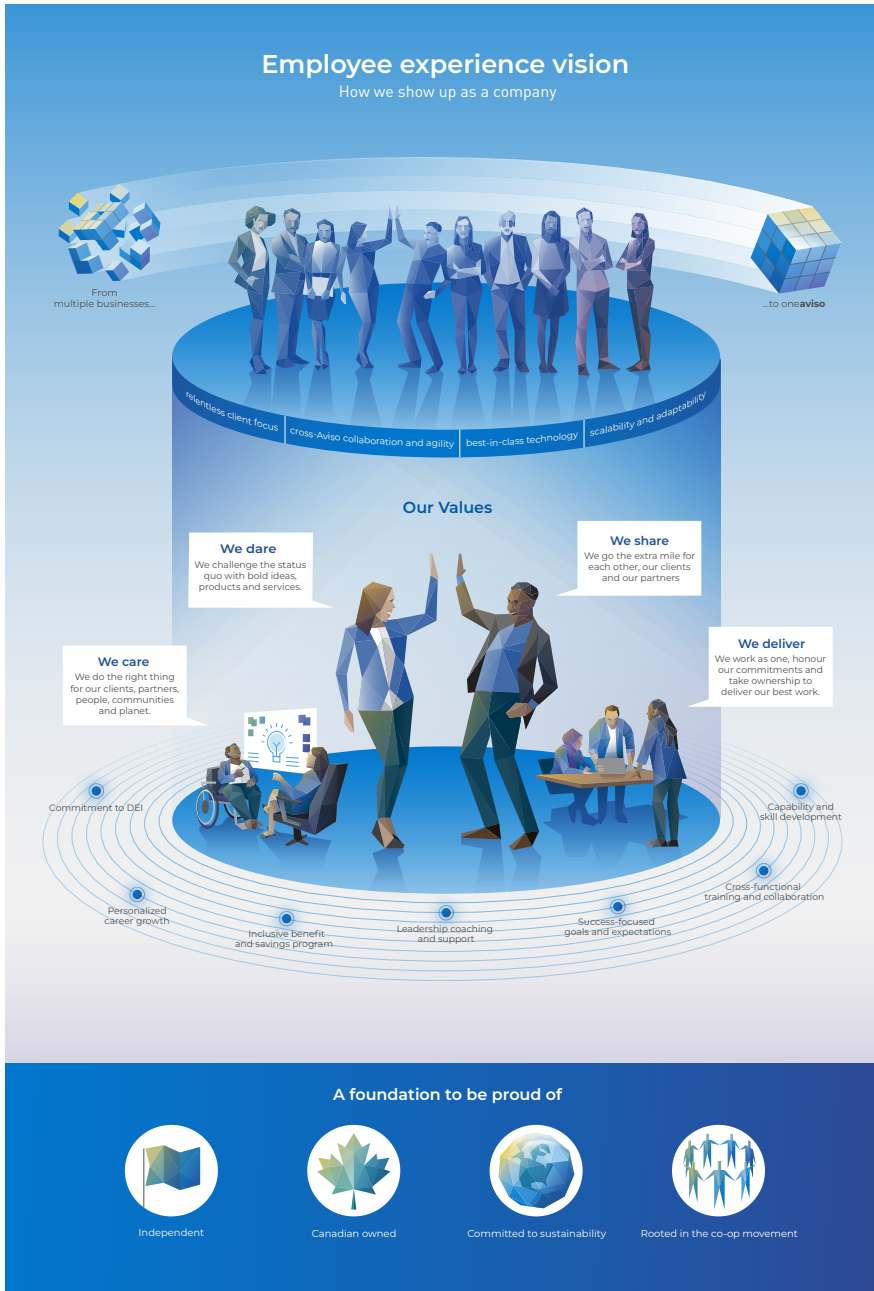 Employee experience vision
How we show up as a company
From
multiple businesses...
...to oneaviso
relentless client focus
cross-Aviso collaboration and agility
best-in-class technology
scalability and adaptability
Our Values
We dare
We challenge the status
quo with bold ideas,
products and services.
We share
We go the extra mile for
each other, our clients
and our partners
We care
We do the right thing
for our clients, partners,
people, communities
and planet.
We deliver
We work as one, honour
our commitments and
take ownership to
deliver our best work.
Commitment to DEI
Personalized
career growth
Inclusive benefit
and savings program
Leadership coaching
and support
Success-focused
goals and expectations
Cross-functional
training and collaboration
Capability and
skill development
A foundation to be proud of
Independent
Canadian owned
Committed to sustainability
Rooted in the co-op movement